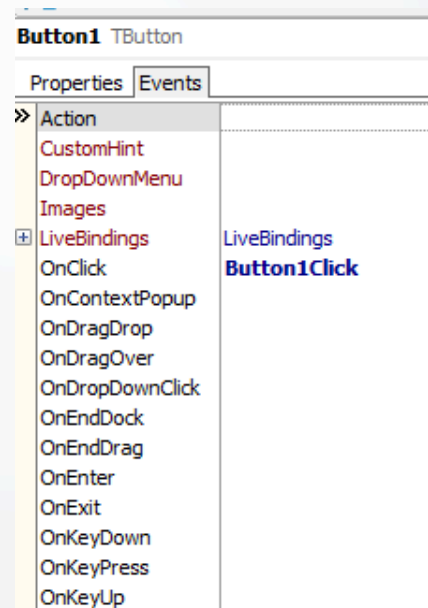 Button1 TButton
Properties Events
Action
CustomHint
DropDownMenu
Images
LiveBindings LiveBindings
OnClick Button1Click
OnContextPopup
OnDragDrop
OnDragOver
OnDropDownClick
OnEndDock
OnEndDrag
OnEnter
OnExit
OnKeyDown
OnKeyPress
OnKeyUp